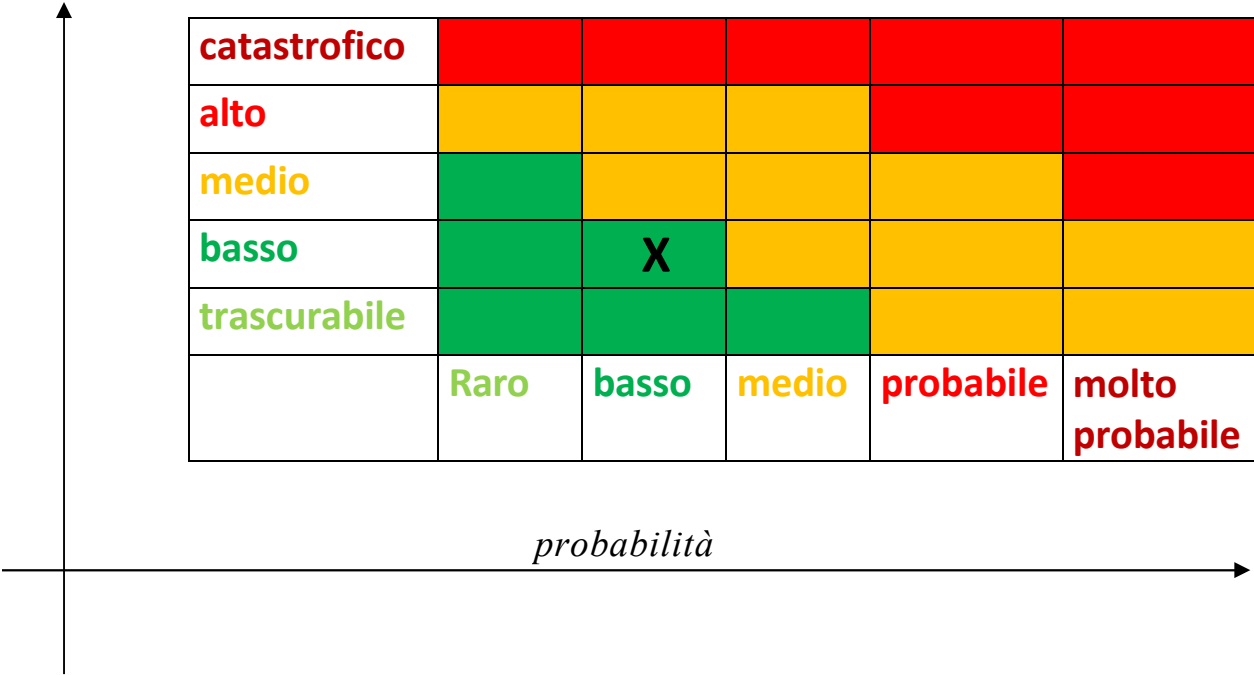 catastrofico
alto
medio
basso X
trascurabile
Raro basso medio probabile molto
probabile
probabilità